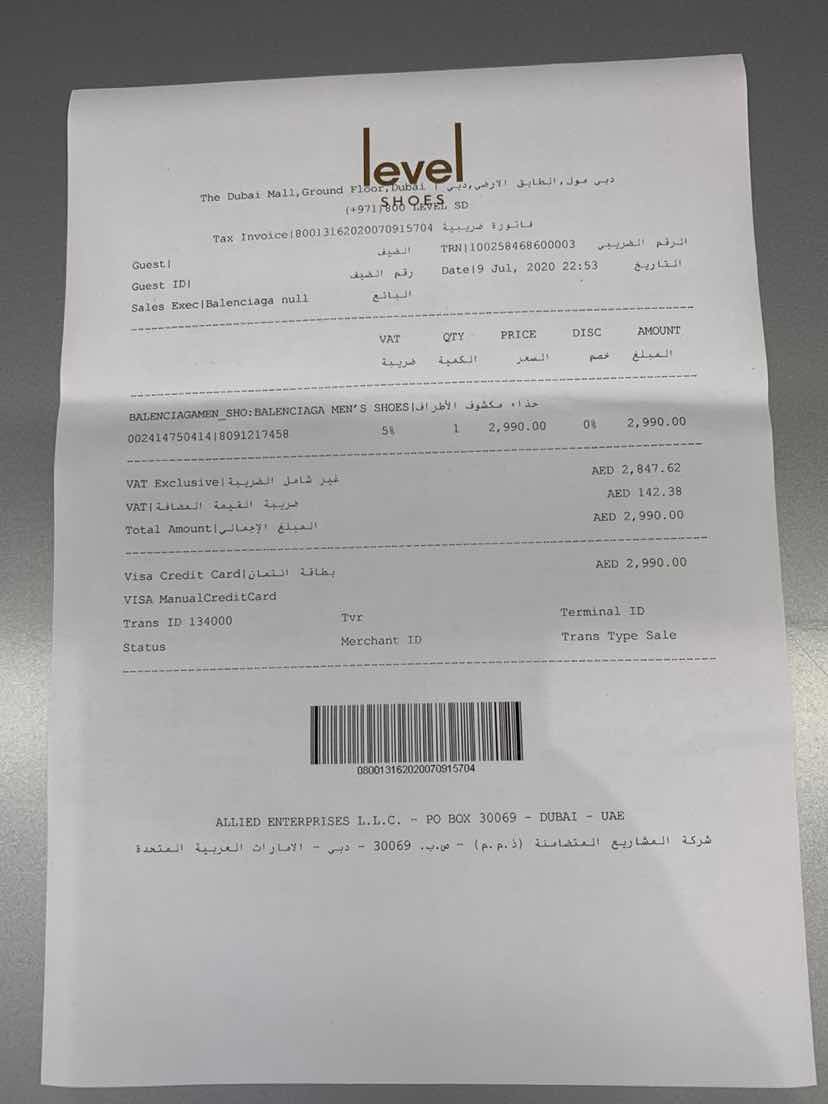 level
SHOES
The Dubai Mall,Ground Floor,Dubai | دبي مول,الطابق الارضي,دبي
(+971)800 LEVEL SD
Tax Invoice|80013162020070915704 فاتورة ضريبية
Guest| الضيف TRN|100258468600003 الرقم الضريبي
Guest ID| رقم الضيف Date|9 Jul, 2020 22:53 التاريخ
Sales Exec|Balenciaga null البائع
VAT QTY PRICE DISC AMOUNT
ضريبة الكمية السعر خصم المبلغ
BALENCIAGAMEN_SHO:BALENCIAGA MEN'S SHOES|حذاء مكشوف الأطراف
002414750414|8091217458 5% 1 2,990.00 0% 2,990.00
VAT Exclusive|غير شامل الضريبة AED 2,847.62
VAT|ضريبة القيمة المضافة AED 142.38
Total Amount|المبلغ الإجمالي AED 2,990.00
Visa Credit Card|بطاقة ائتمان AED 2,990.00
VISA ManualCreditCard
Trans ID 134000 Tvr Terminal ID
Status Merchant ID Trans Type Sale
080013162020070915704
ALLIED ENTERPRISES L.L.C. - PO BOX 30069 - DUBAI - UAE
شركة المشاريع المتضامنة (ذ.م.م) - ص.ب. 30069 - دبي - الامارات العربية المتحدة